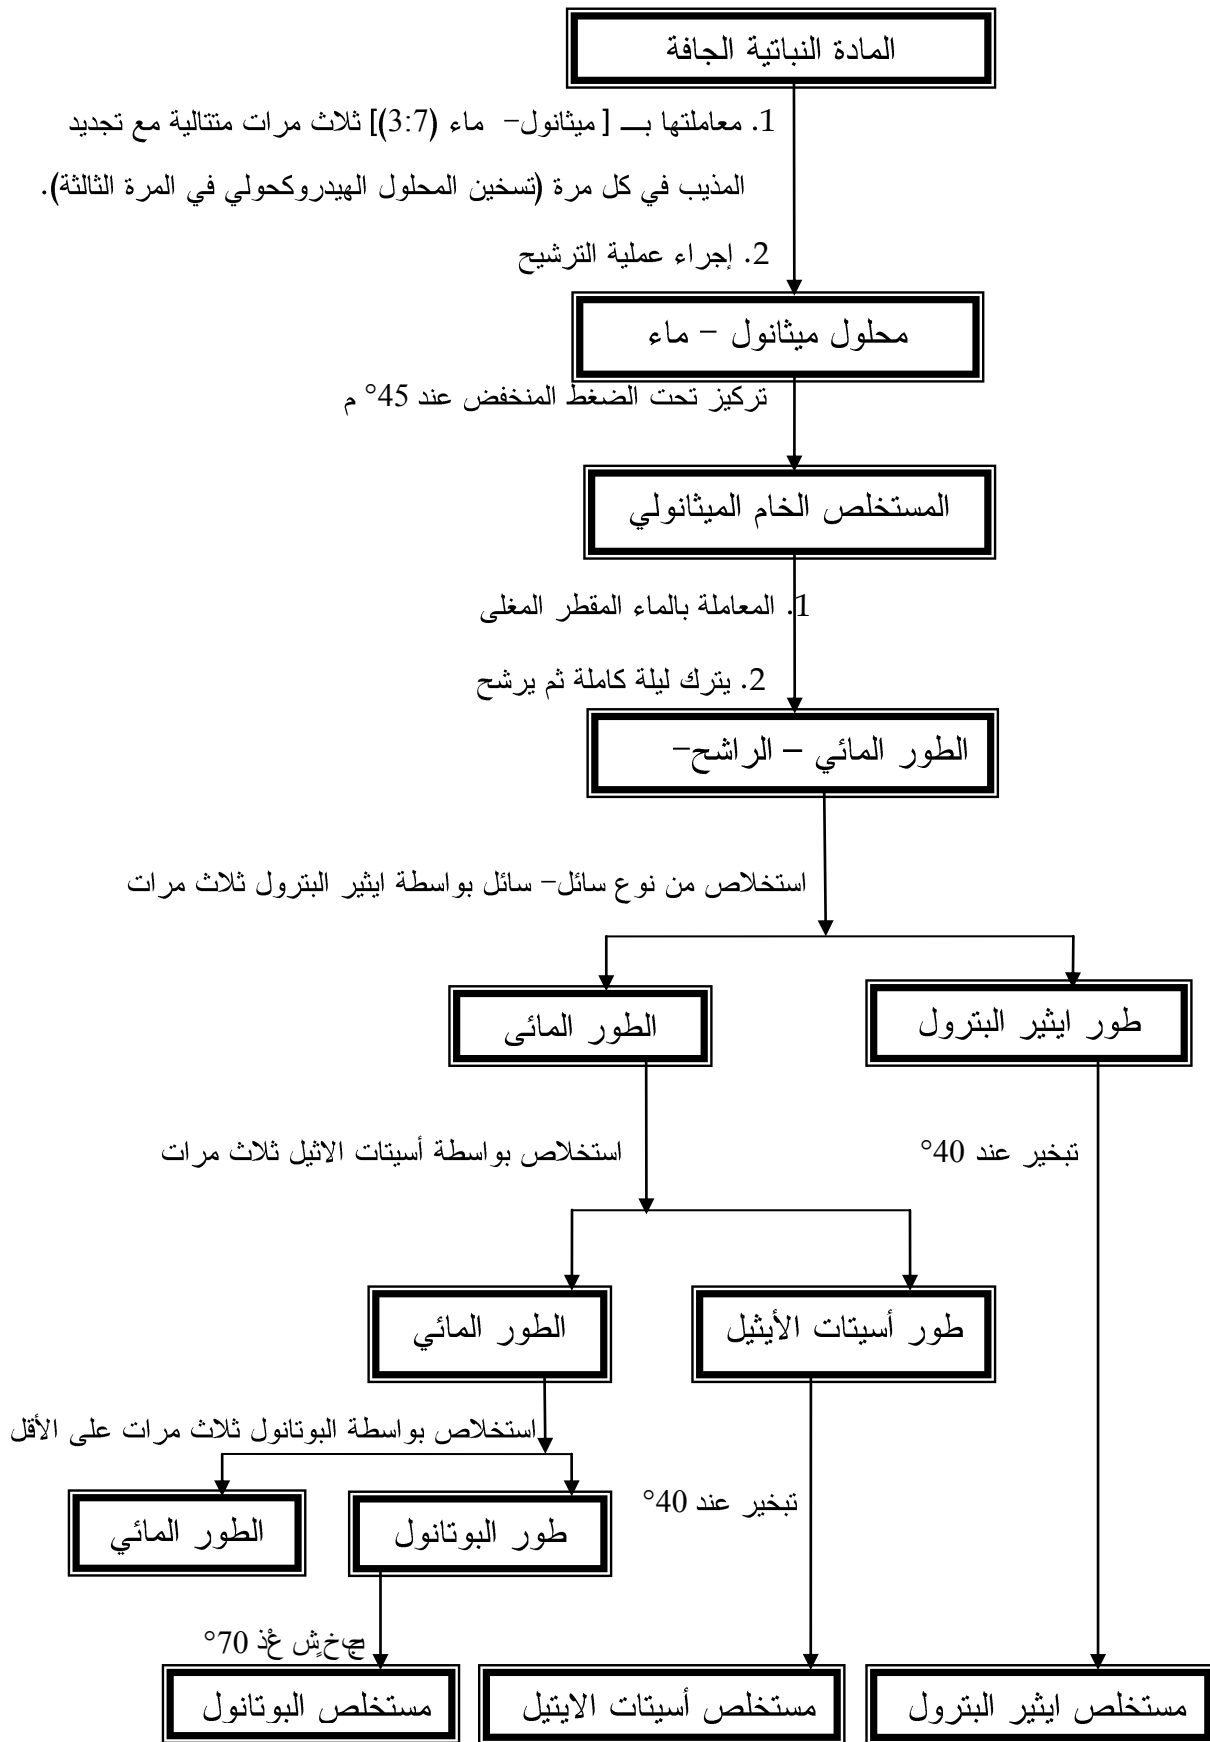 المادة النباتية الجافة
1. معاملتها بـــ [ ميثانول– ماء (3:7)] ثلاث مرات متتالية مع تجديد
المذيب في كل مرة (تسخين المحلول الهيدروكحولي في المرة الثالثة).
2. إجراء عملية الترشيح
محلول ميثانول – ماء
تركيز تحت الضغط المنخفض عند 45° م
المستخلص الخام الميثانولي
1. المعاملة بالماء المقطر المغلى
2. يترك ليلة كاملة ثم يرشح
الطور المائي – الراشح–
استخلاص من نوع سائل– سائل بواسطة ايثير البترول ثلاث مرات
طور ايثير البترول
الطور المائى
تبخير عند 40°
استخلاص بواسطة أسيتات الاثيل ثلاث مرات
طور أسيتات الأيثيل
الطور المائي
استخلاص بواسطة البوتانول ثلاث مرات على الأقل
تبخير عند 40°
طور البوتانول
الطور المائي
70°
مستخلص ايثير البترول
مستخلص أسيتات الايتيل
مستخلص البوتانول